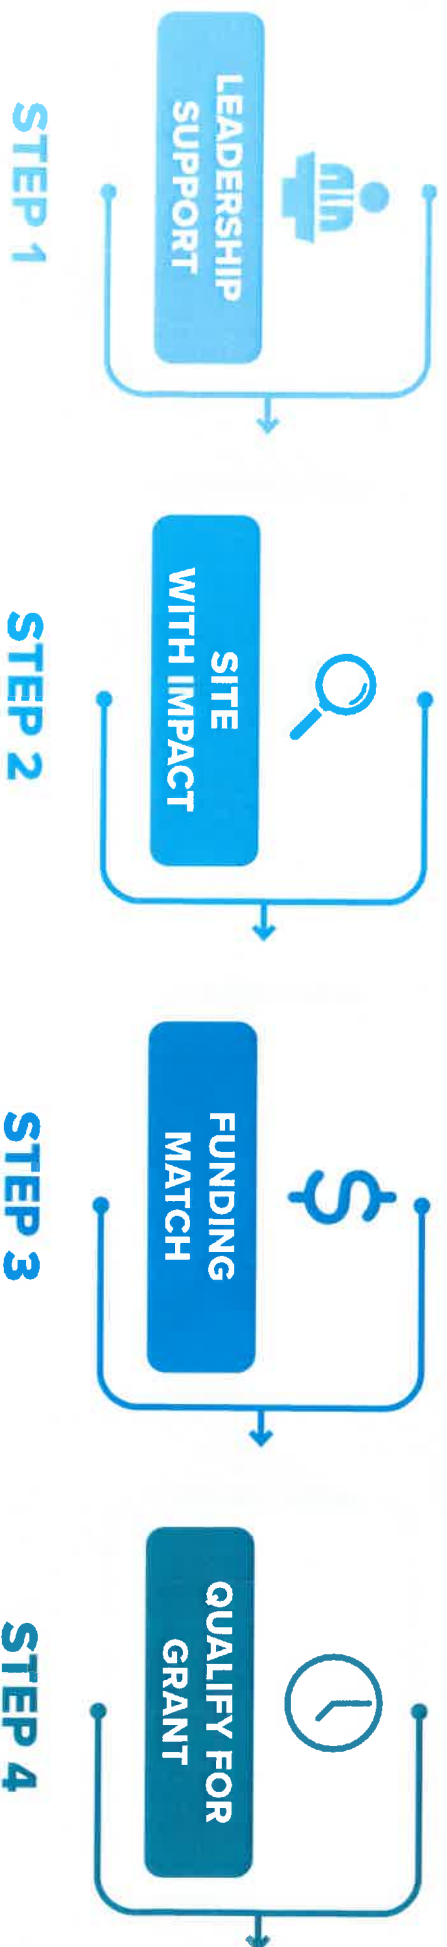 LEADERSHIP
SUPPORT
STEP 1
SITE
WITH IMPACT
STEP 2
FUNDING
MATCH
STEP 3
QUALIFY FOR
GRANT
STEP 4